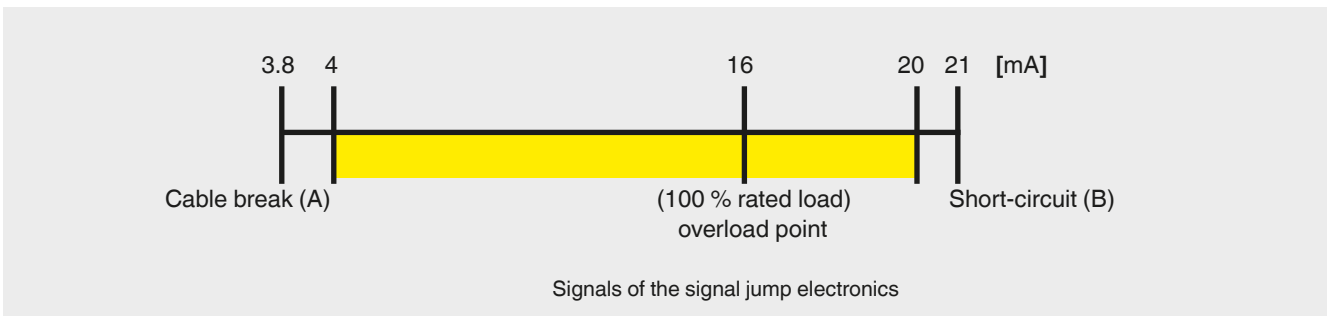 3.8 4 16 20 21 [mA]
Cable break (A) (100 % rated load) Short-circuit (B)
overload point
Signals of the signal jump electronics